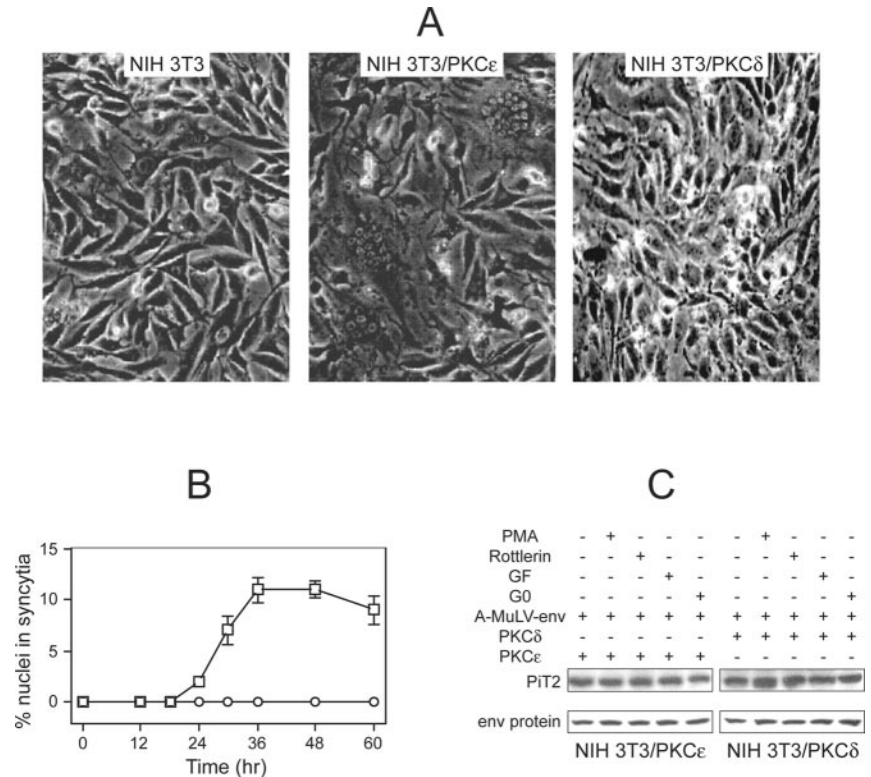 A
NIH 3T3 NIH 3T3/PKCε NIH 3T3/PKCδ
B
% nuclei in syncytia
15
10
5
0
0 12 24 36 48 60
Time (hr)
C
PMA - + - - - - + - - -
Rottlerin - - + - - - - + - -
GF - - - + - - - - + -
G0 - - - - + - - - - +
A-MuLV-env + + + + + + + + + +
PKCδ - - - - - + + + + +
PKCε + + + + + - - - - -
PiT2
env protein
NIH 3T3/PKCε NIH 3T3/PKCδ